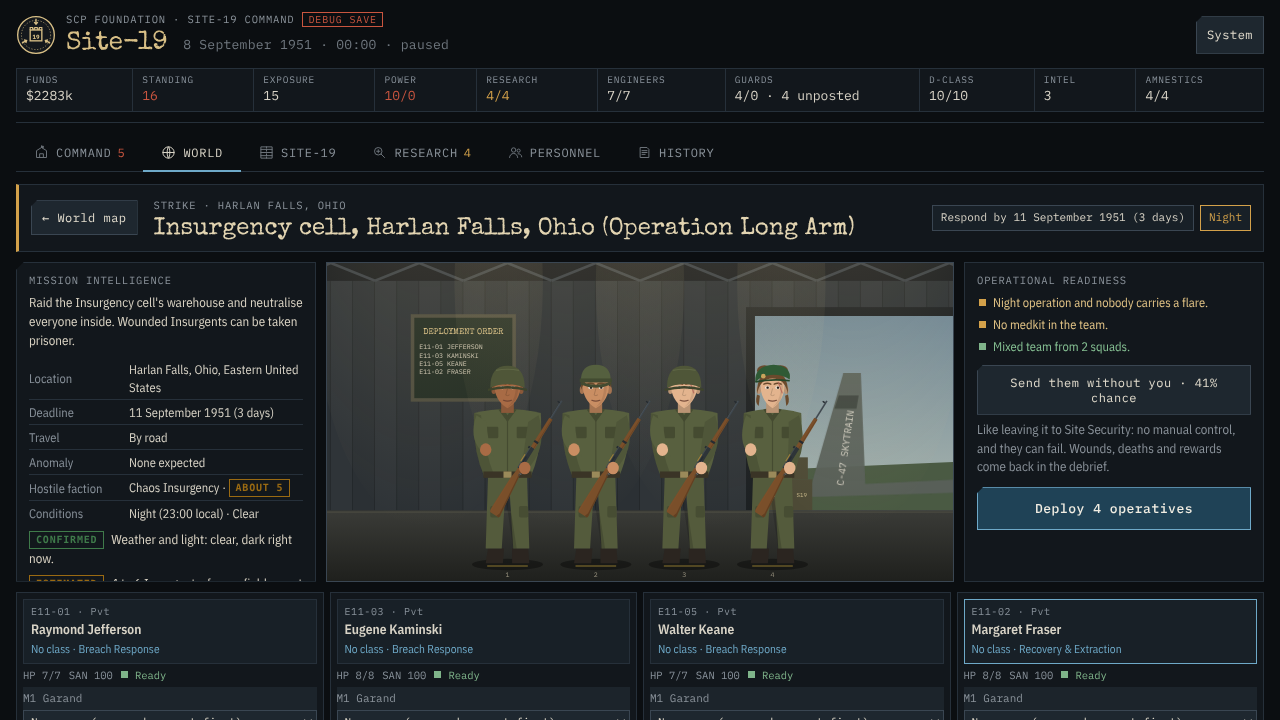 SCP FOUNDATION · SITE-19 COMMAND DEBUG SAVE
Site-19 8 September 1951 · 00:00 · paused
System
FUNDS
$2283k
STANDING
16
EXPOSURE
15
POWER
10/0
RESEARCH
4/4
ENGINEERS
7/7
GUARDS
4/0 · 4 unposted
D-CLASS
10/10
INTEL
3
AMNESTICS
4/4
COMMAND 5
WORLD
SITE-19
RESEARCH 4
PERSONNEL
HISTORY
← World map
STRIKE · HARLAN FALLS, OHIO
Insurgency cell, Harlan Falls, Ohio (Operation Long Arm)
Respond by 11 September 1951 (3 days)
Night
MISSION INTELLIGENCE
Raid the Insurgency cell's warehouse and neutralise
everyone inside. Wounded Insurgents can be taken
prisoner.
Location Harlan Falls, Ohio, Eastern United
States
Deadline 11 September 1951 (3 days)
Travel By road
Anomaly None expected
Hostile faction Chaos Insurgency · ABOUT 5
Conditions Night (23:00 local) · Clear
CONFIRMED Weather and light: clear, dark right
now.
DEPLOYMENT ORDER
E11-01 JEFFERSON
E11-03 KAMINSKI
E11-05 KEANE
E11-02 FRASER
C-47 SKYTRAIN
S19
1 2 3 4
OPERATIONAL READINESS
Night operation and nobody carries a flare.
No medkit in the team.
Mixed team from 2 squads.
Send them without you · 41%
chance
Like leaving it to Site Security: no manual control,
and they can fail. Wounds, deaths and rewards
come back in the debrief.
Deploy 4 operatives
E11-01 · Pvt
Raymond Jefferson
No class · Breach Response
HP 7/7 SAN 100 Ready
M1 Garand
E11-03 · Pvt
Eugene Kaminski
No class · Breach Response
HP 8/8 SAN 100 Ready
M1 Garand
E11-05 · Pvt
Walter Keane
No class · Breach Response
HP 7/7 SAN 100 Ready
M1 Garand
E11-02 · Pvt
Margaret Fraser
No class · Recovery & Extraction
HP 8/8 SAN 100 Ready
M1 Garand